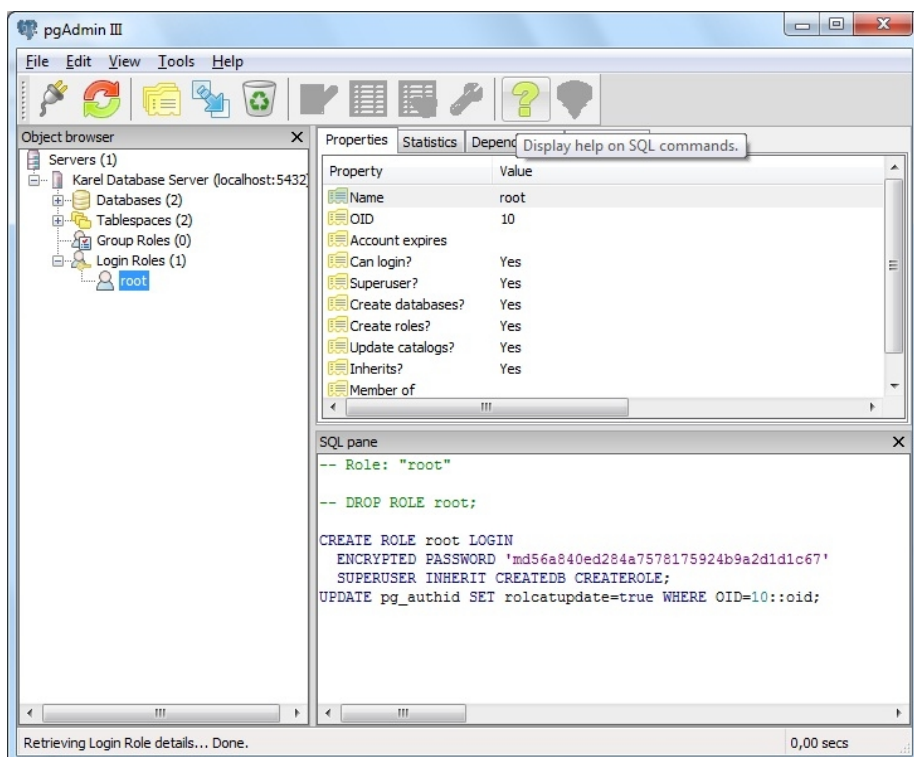 pgAdmin III
File Edit View Tools Help
Object browser
Servers (1)
Karel Database Server (localhost:5432)
Databases (2)
Tablespaces (2)
Group Roles (0)
Login Roles (1)
root
Properties Statistics Depend
Display help on SQL commands.
Property Value
Name root
OID 10
Account expires
Can login? Yes
Superuser? Yes
Create databases? Yes
Create roles? Yes
Update catalogs? Yes
Inherits? Yes
Member of
SQL pane
-- Role: "root"
-- DROP ROLE root;
CREATE ROLE root LOGIN
ENCRYPTED PASSWORD 'md56a840ed284a7578175924b9a2d1d1c67'
SUPERUSER INHERIT CREATEDB CREATEROLE;
UPDATE pg_authid SET rolcatupdate=true WHERE OID=10::oid;
Retrieving Login Role details... Done.
0,00 secs